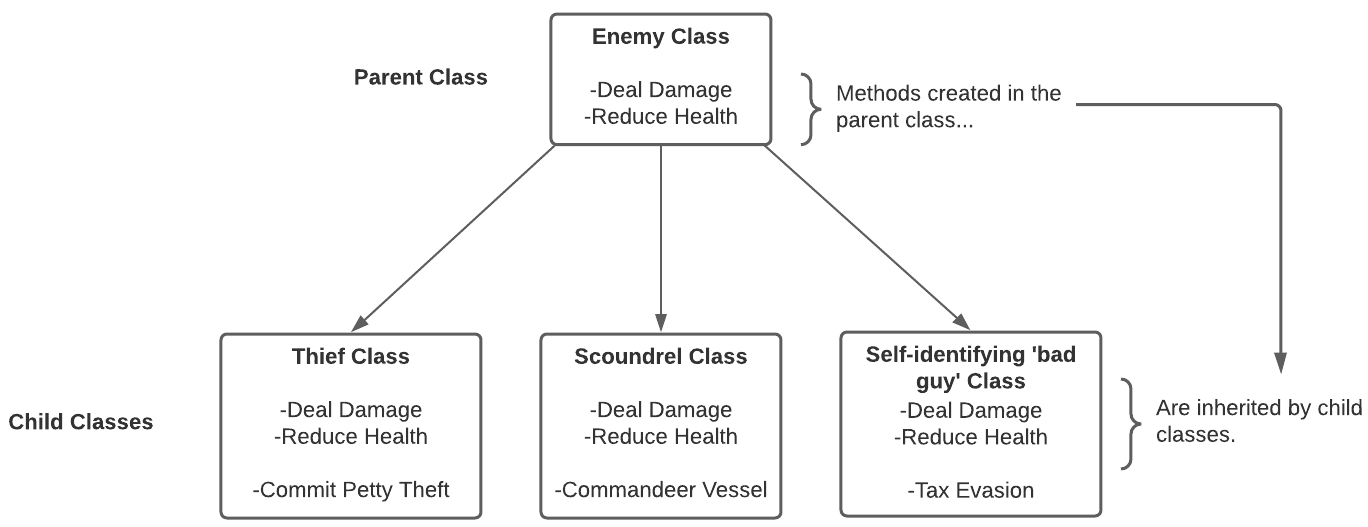 Enemy Class
Parent Class
-Deal Damage
-Reduce Health
Methods created in the
parent class...
Thief Class
-Deal Damage
-Reduce Health
-Commit Petty Theft
Scoundrel Class
-Deal Damage
-Reduce Health
-Commandeer Vessel
Self-identifying 'bad
guy' Class
-Deal Damage
-Reduce Health
-Tax Evasion
Child Classes
Are inherited by child
classes.